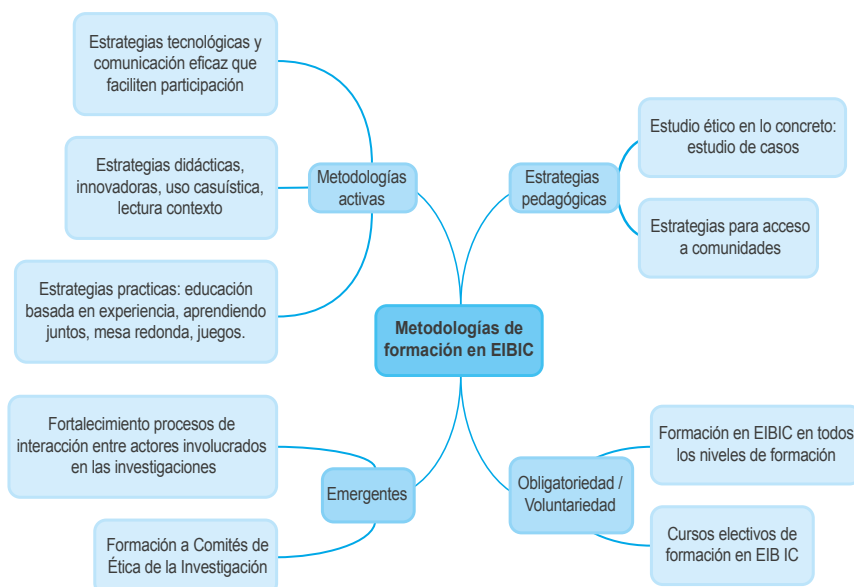 Estrategias tecnológicas y
comunicación eficaz que
faciliten participación
Estrategias didácticas,
innovadoras, uso casuística,
lectura contexto
Estrategias practicas: educación
basada en experiencia, aprendiendo
juntos, mesa redonda, juegos.
Metodologías
activas
Estrategias
pedagógicas
Estudio ético en lo concreto:
estudio de casos
Estrategias para acceso
a comunidades
Metodologías de
formación en EIBIC
Fortalecimiento procesos de
interacción entre actores involucrados
en las investigaciones
Formación a Comités de
Ética de la Investigación
Emergentes
Obligatoriedad /
Voluntariedad
Formación en EIBIC en todos
los niveles de formación
Cursos electivos de
formación en EIB IC